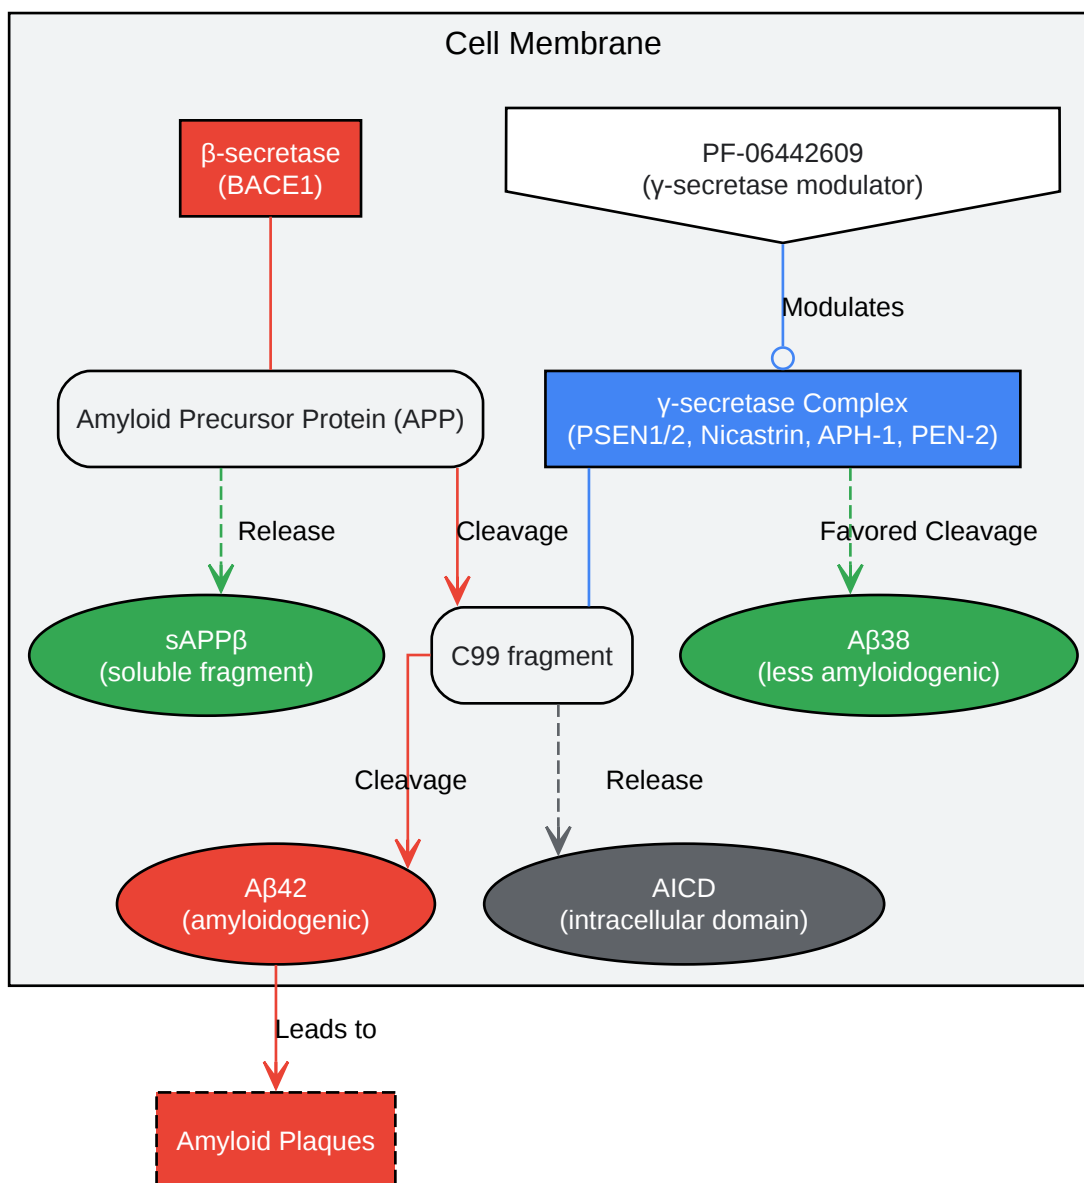 Cell Membrane
β-secretase
(BACE1)
PF-06442609
(γ-secretase modulator)
Modulates
Amyloid Precursor Protein (APP)
γ-secretase Complex
(PSEN1/2, Nicastrin, APH-1, PEN-2)
Release
Cleavage
Favored Cleavage
sAPPβ
(soluble fragment)
C99 fragment
Aβ38
(less amyloidogenic)
Cleavage
Release
Aβ42
(amyloidogenic)
AICD
(intracellular domain)
Leads to
Amyloid Plaques